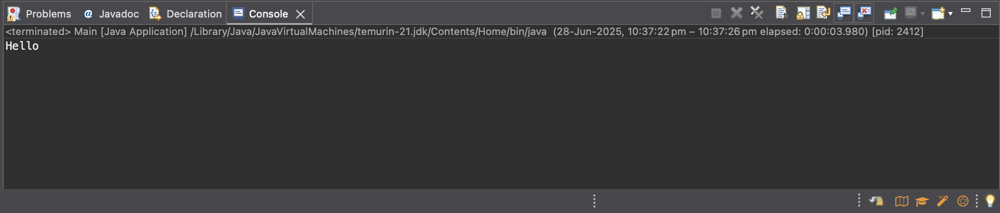 Problems @ Javadoc Declaration Console
<terminated> Main [Java Application] /Library/Java/JavaVirtualMachines/temurin-21.jdk/Contents/Home/bin/java (28-Jun-2025, 10:37:22 pm – 10:37:26 pm elapsed: 0:00:03.980) [pid: 2412]
Hello